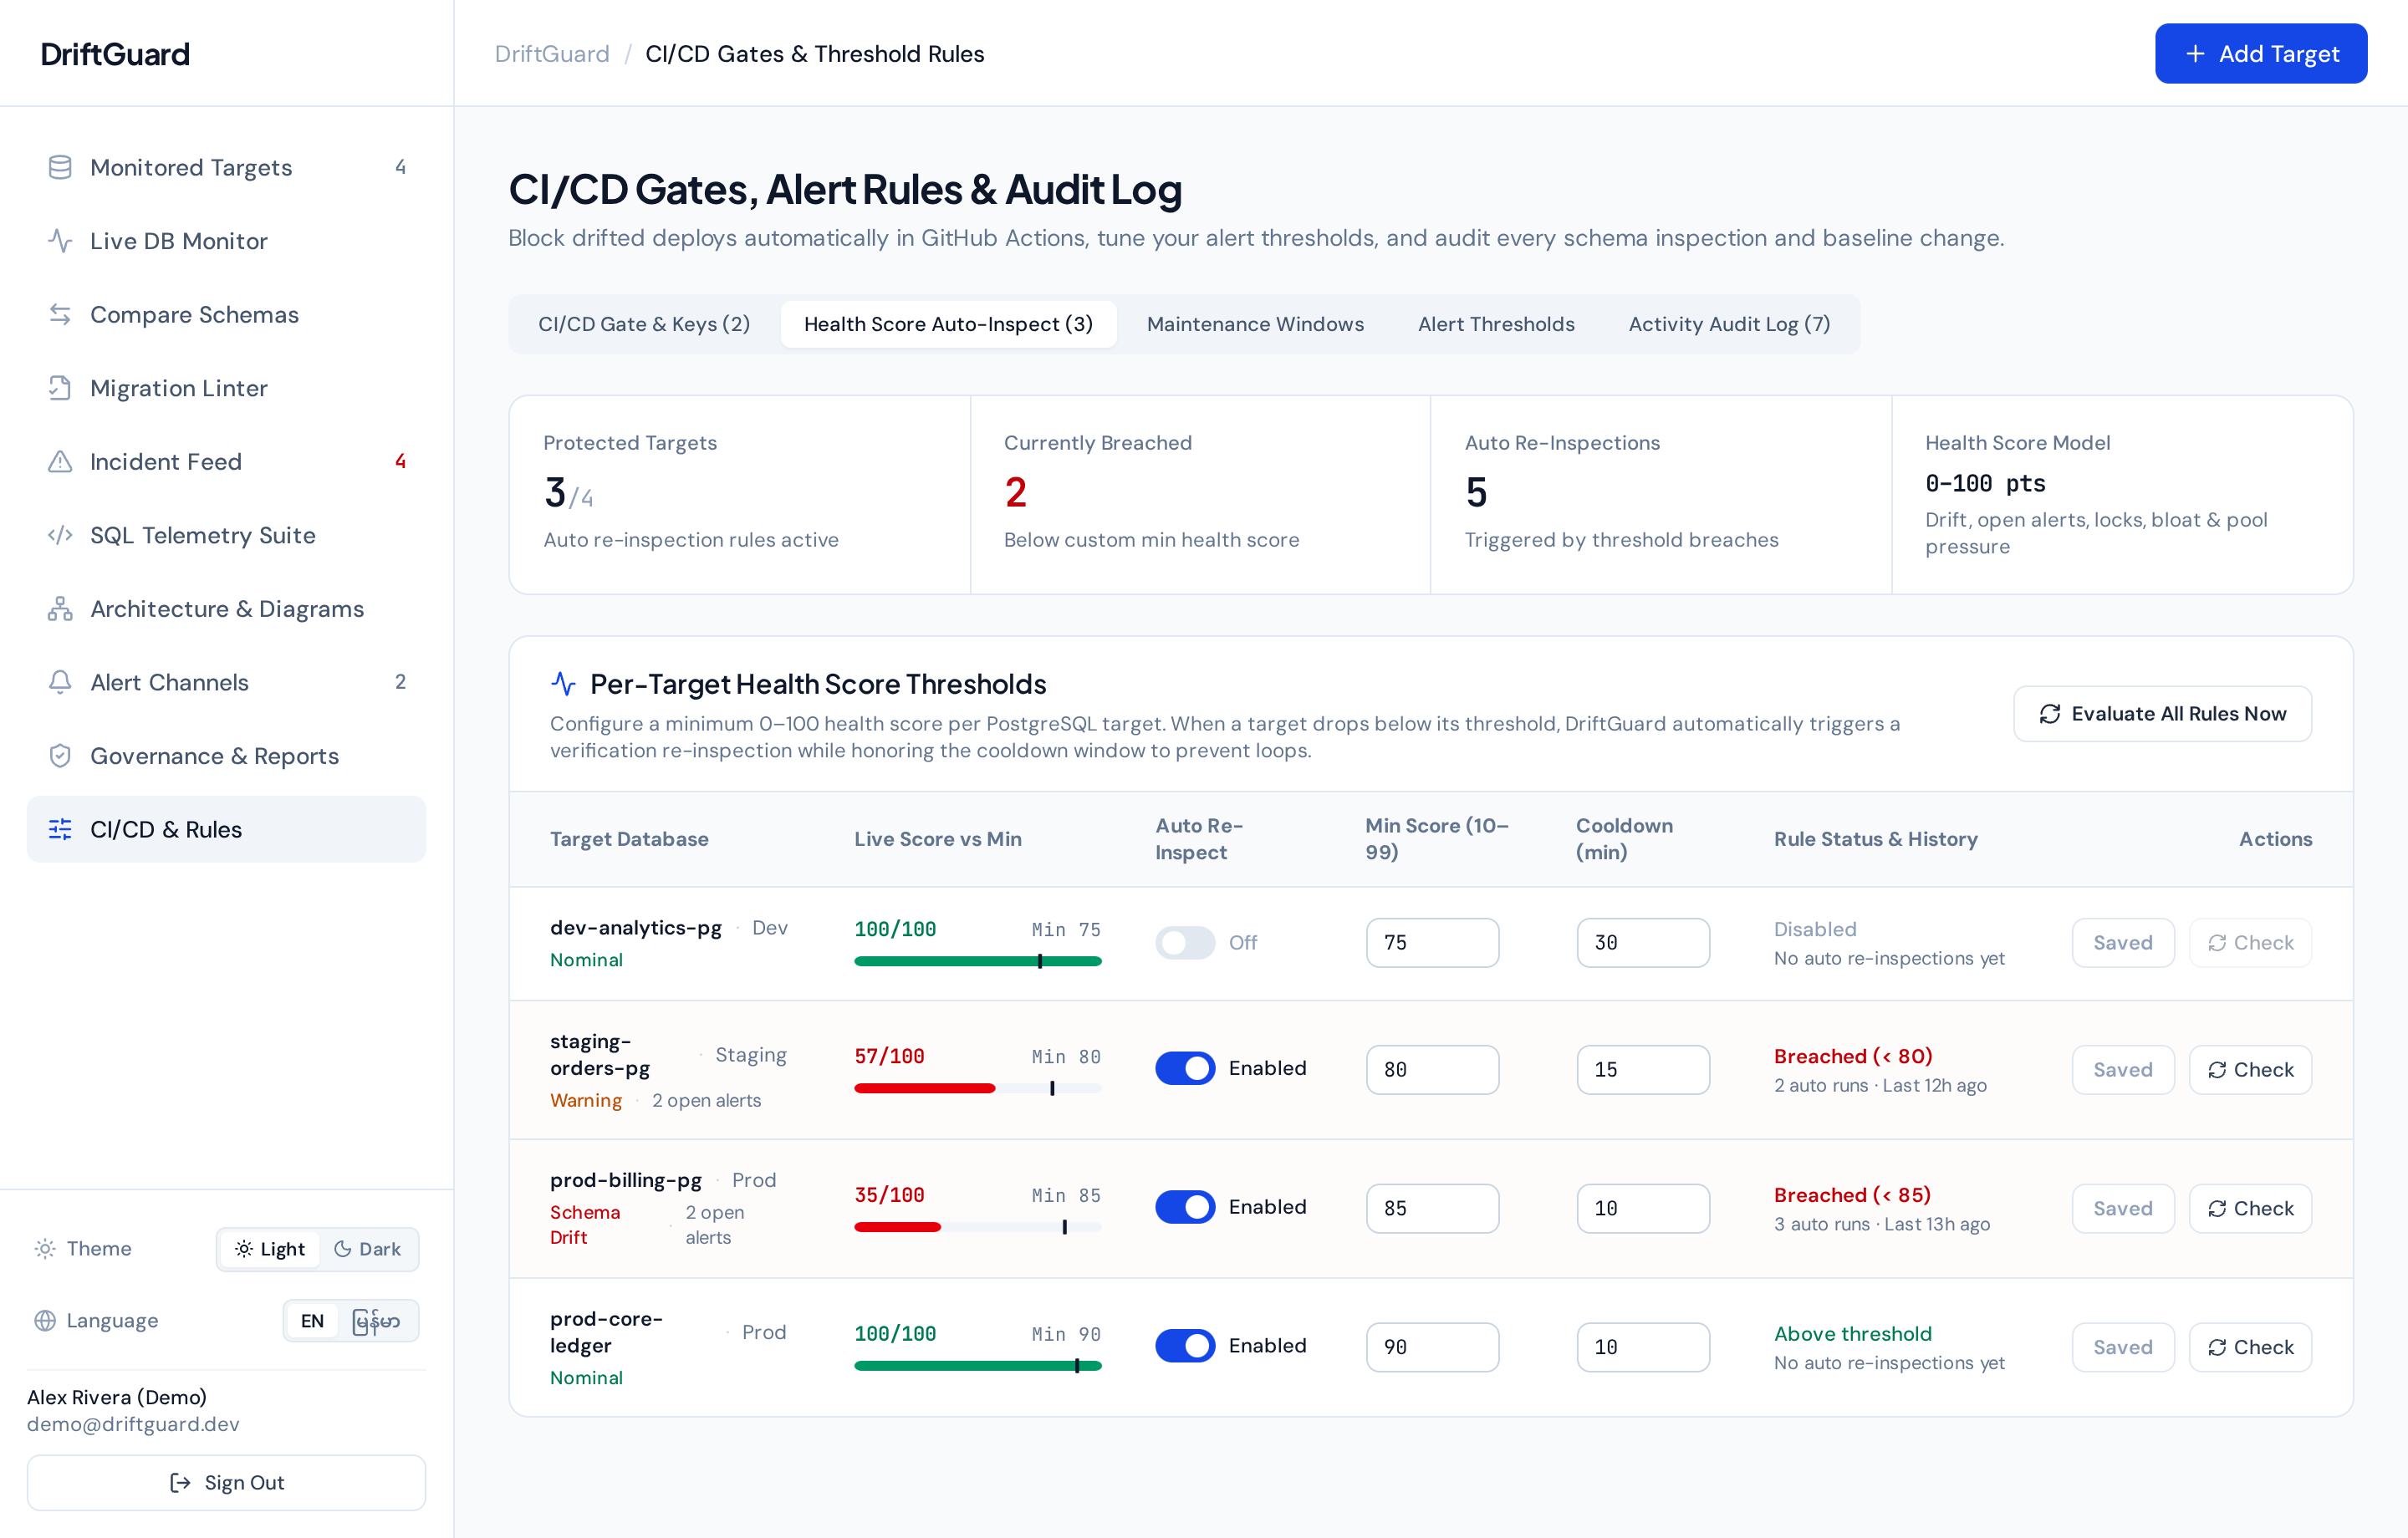 DriftGuard
DriftGuard / CI/CD Gates & Threshold Rules
+ Add Target
Monitored Targets 4
Live DB Monitor
Compare Schemas
Migration Linter
Incident Feed 4
SQL Telemetry Suite
Architecture & Diagrams
Alert Channels 2
Governance & Reports
CI/CD & Rules
Theme Light Dark
Language EN မြန်မာ
Alex Rivera (Demo)
demo@driftguard.dev
Sign Out
CI/CD Gates, Alert Rules & Audit Log
Block drifted deploys automatically in GitHub Actions, tune your alert thresholds, and audit every schema inspection and baseline change.
CI/CD Gate & Keys (2) Health Score Auto-Inspect (3) Maintenance Windows Alert Thresholds Activity Audit Log (7)
Protected Targets
3/4
Auto re-inspection rules active
Currently Breached
2
Below custom min health score
Auto Re-Inspections
5
Triggered by threshold breaches
Health Score Model
0–100 pts
Drift, open alerts, locks, bloat & pool
pressure
Per-Target Health Score Thresholds
Configure a minimum 0–100 health score per PostgreSQL target. When a target drops below its threshold, DriftGuard automatically triggers a
verification re-inspection while honoring the cooldown window to prevent loops.
Evaluate All Rules Now
Target Database
Live Score vs Min
Auto Re-
Inspect
Min Score (10–
99)
Cooldown
(min)
Rule Status & History
Actions
dev-analytics-pg · Dev
Nominal
100/100 Min 75
Off
75
30
Disabled
No auto re-inspections yet
Saved
Check
staging-
orders-pg
· Staging
Warning · 2 open alerts
57/100 Min 80
Enabled
80
15
Breached (< 80)
2 auto runs · Last 12h ago
Saved
Check
prod-billing-pg · Prod
Schema
Drift
· 2 open
alerts
35/100 Min 85
Enabled
85
10
Breached (< 85)
3 auto runs · Last 13h ago
Saved
Check
prod-core-
ledger
· Prod
Nominal
100/100 Min 90
Enabled
90
10
Above threshold
No auto re-inspections yet
Saved
Check